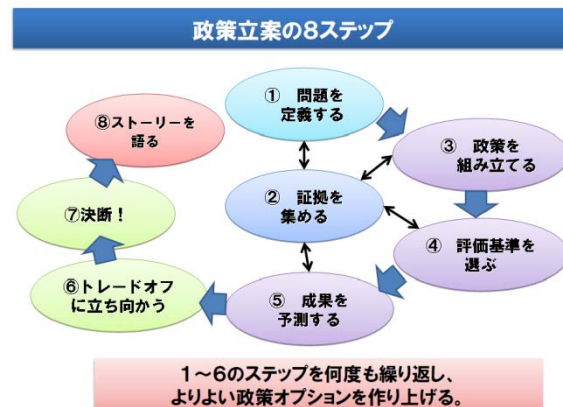 政策立案の8ステップ
① 問題を
定義する
② 証拠を
集める
③ 政策を
組み立てる
④ 評価基準を
選ぶ
⑤ 成果を
予測する
⑥トレードオフ
に立ち向かう
⑦決断！
⑧ストーリーを
語る
1～6のステップを何度も繰り返し、
よりよい政策オプションを作り上げる。